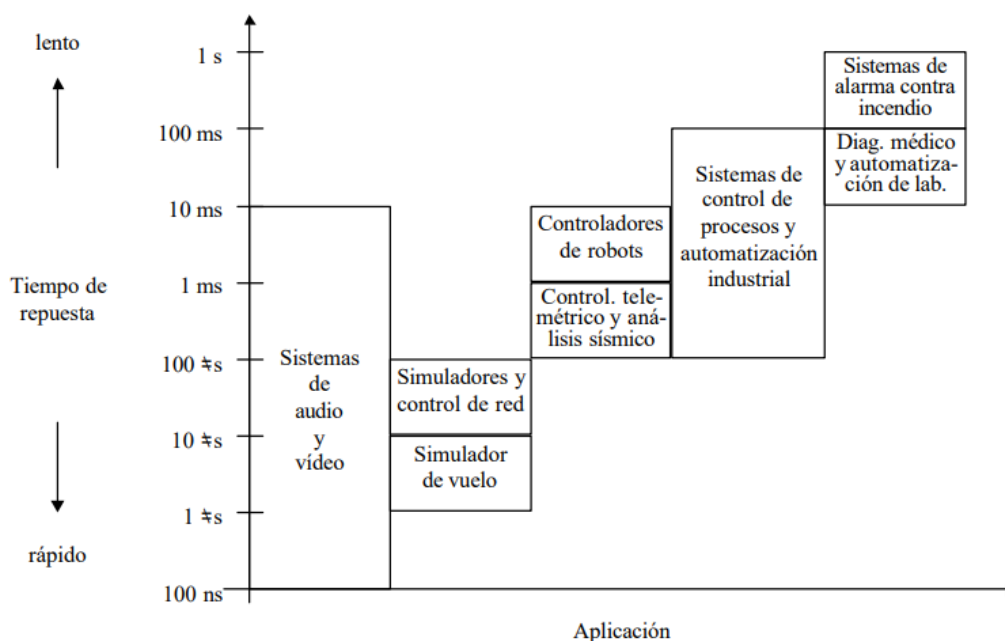 lento
1 s
100 ms
10 ms
1 ms
100 ⩘s
10 ⩘s
1 ⩘s
100 ns
Tiempo de
repuesta
rápido
Sistemas
de
audio
y
vídeo
Simuladores y
control de red
Simulador
de vuelo
Controladores
de robots
Control. tele-
métrico y aná-
lisis sísmico
Sistemas de
control de
procesos y
automatización
industrial
Sistemas de
alarma contra
incendio
Diag. médico
y automatiza-
ción de lab.
Aplicación